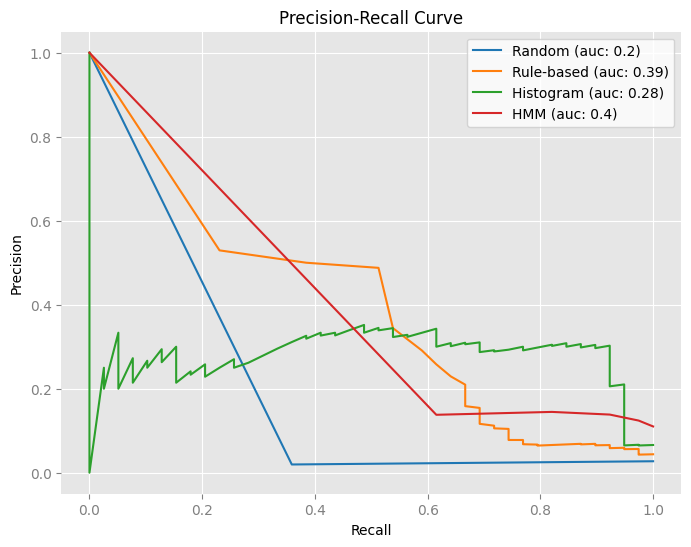 Precision-Recall Curve
Random (auc: 0.2)
Rule-based (auc: 0.39)
Histogram (auc: 0.28)
HMM (auc: 0.4)
Precision
1.0
0.8
0.6
0.4
0.2
0.0
0.0 0.2 0.4 0.6 0.8 1.0
Recall